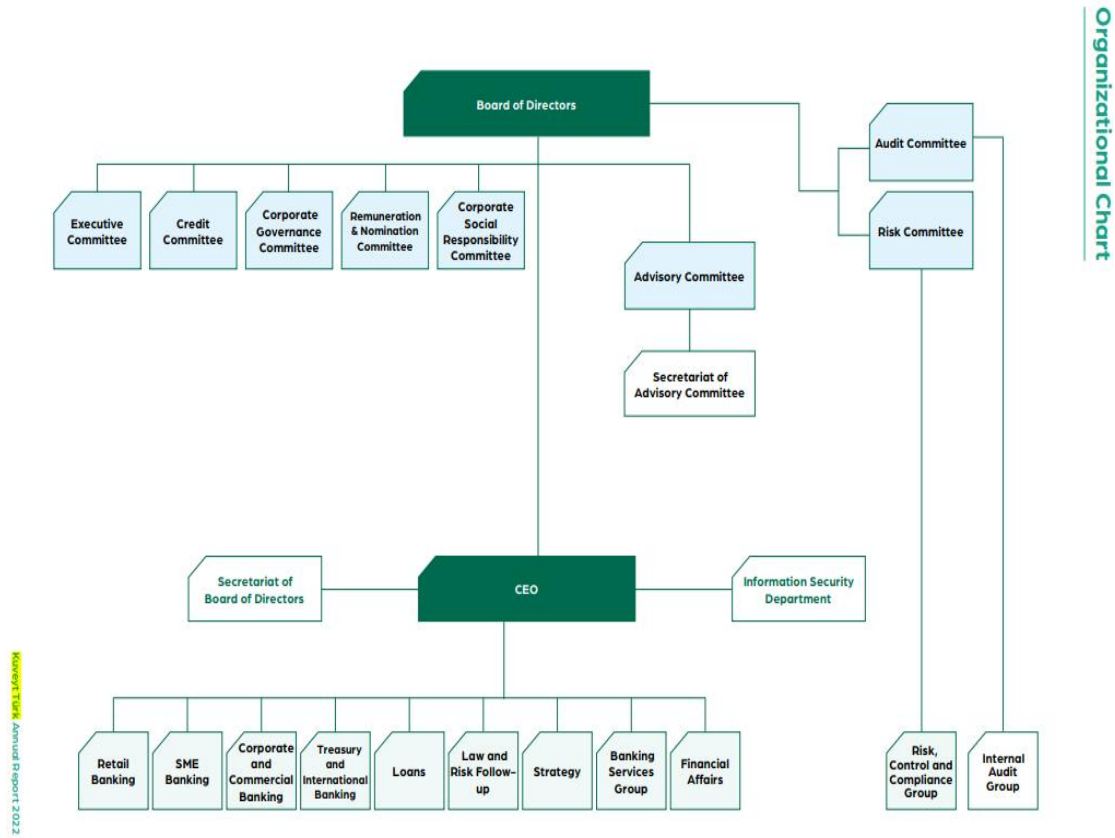 Organizational Chart
Board of Directors
Audit Committee
Risk Committee
Executive
Committee
Credit
Committee
Corporate
Governance
Committee
Remuneration
& Nomination
Committee
Corporate
Social
Responsibility
Committee
Advisory Committee
Secretariat of
Advisory Committee
Secretariat of
Board of Directors
CEO
Information Security
Department
Retail
Banking
SME
Banking
Corporate
and
Commercial
Banking
Treasury
and
International
Banking
Loans
Law and
Risk Follow-
up
Strategy
Banking
Services
Group
Financial
Affairs
Risk,
Control and
Compliance
Group
Internal
Audit
Group
Kuveyt Türk Annual Report 2022